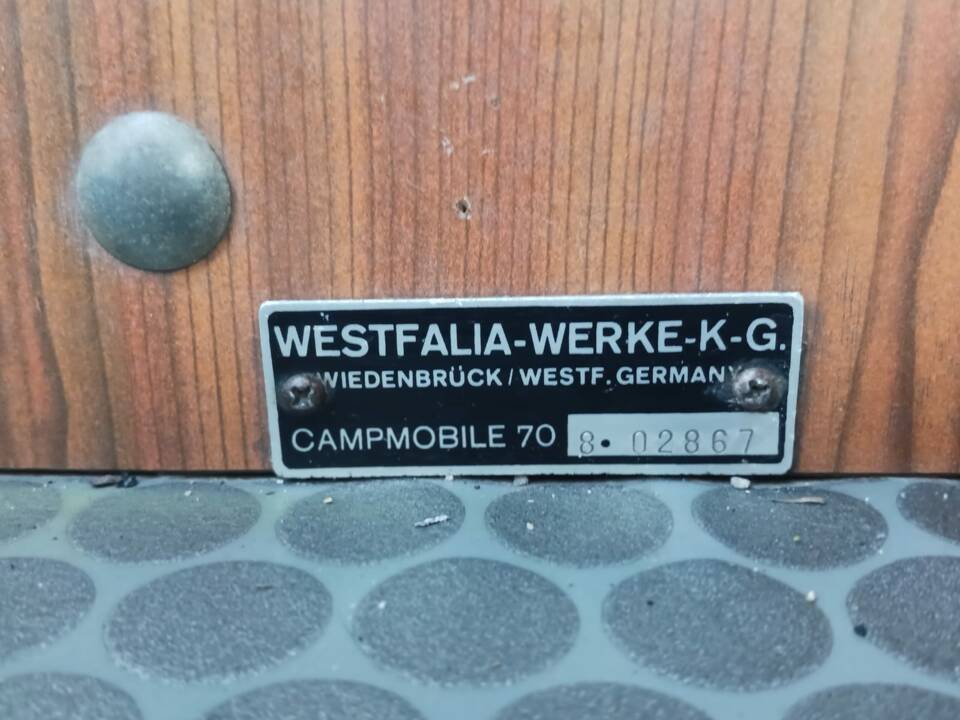 WESTFALIA-WERKE-K-G.
WIEDENBRÜCK/WESTF. GERMANY
CAMPMOBILE 70 8• 02867